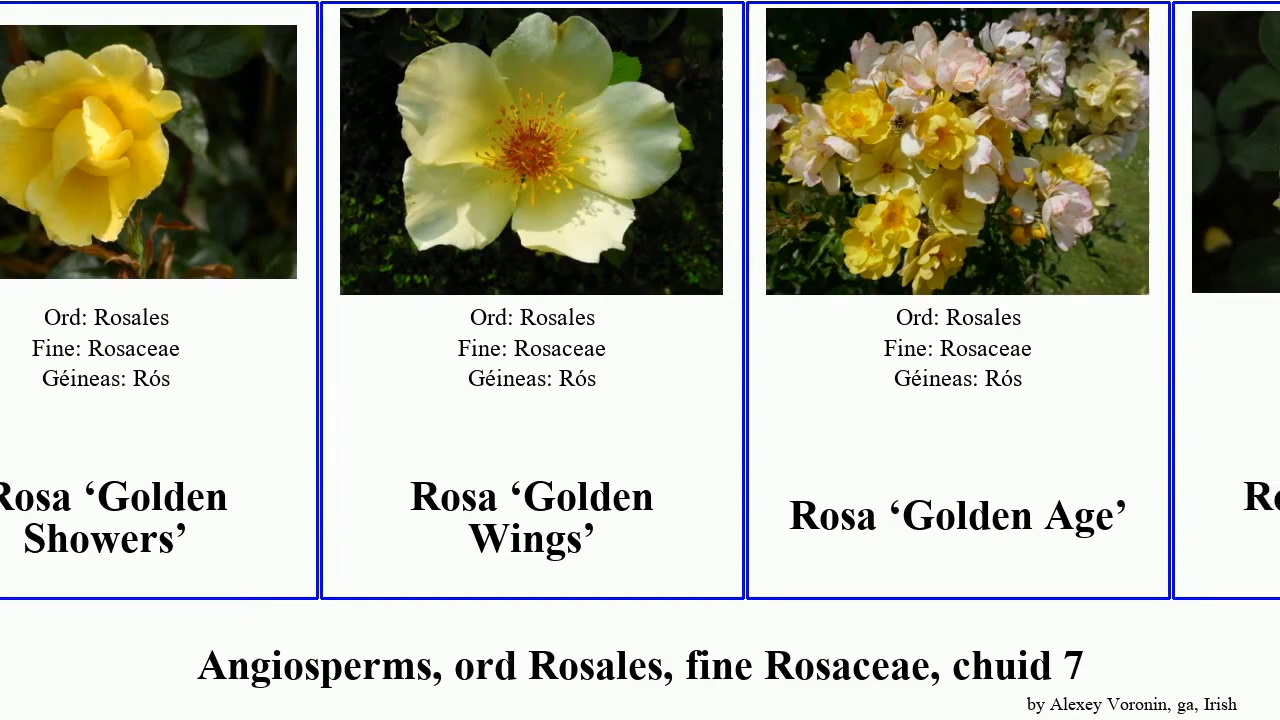 Ord: Rosales
Fine: Rosaceae
Géineas: Rós
Rosa ‘Golden
Showers’
Ord: Rosales
Fine: Rosaceae
Géineas: Rós
Rosa ‘Golden
Wings’
Ord: Rosales
Fine: Rosaceae
Géineas: Rós
Rosa ‘Golden Age’
Angiosperms, ord Rosales, fine Rosaceae, chuid 7
by Alexey Voronin, ga, Irish